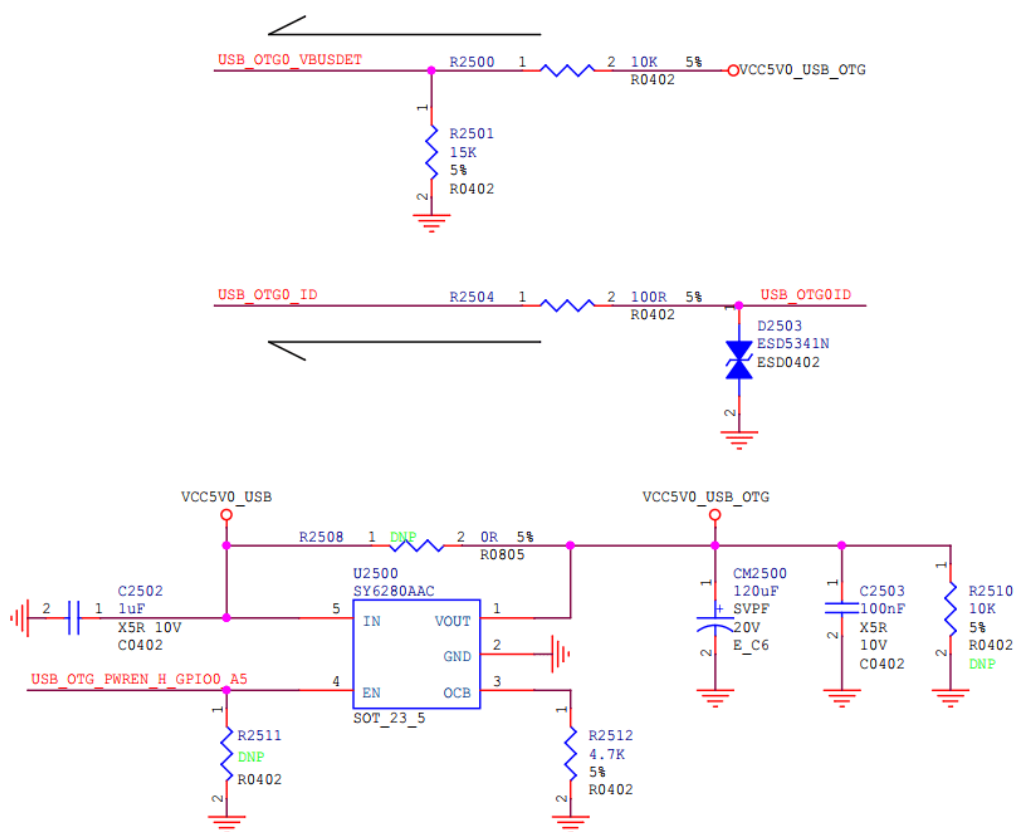 USB_OTG0_VBUSDET
R2500 1 2 10K 5%
R0402
VCC5V0_USB_OTG
1
R2501
15K
5%
R0402
2
USB_OTG0_ID
R2504 1 2 100R 5%
R0402
USB_OTG0ID
1
D2503
ESD5341N
ESD0402
2
VCC5V0_USB
VCC5V0_USB_OTG
R2508 1 DNP 2 0R 5%
R0805
C2502
2 1 1uF
X5R 10V
C0402
U2500
SY6280AAC
5 IN VOUT 1
GND 2
4 EN OCB 3
SOT_23_5
USB_OTG_PWREN_H_GPIO0_A5
1
R2511
DNP
R0402
2
1
R2512
4.7K
5%
R0402
2
1
CM2500
120uF
+ SVPF
20V
E_C6
2
1
C2503
100nF
X5R
10V
C0402
2
1
R2510
10K
5%
R0402
DNP
2